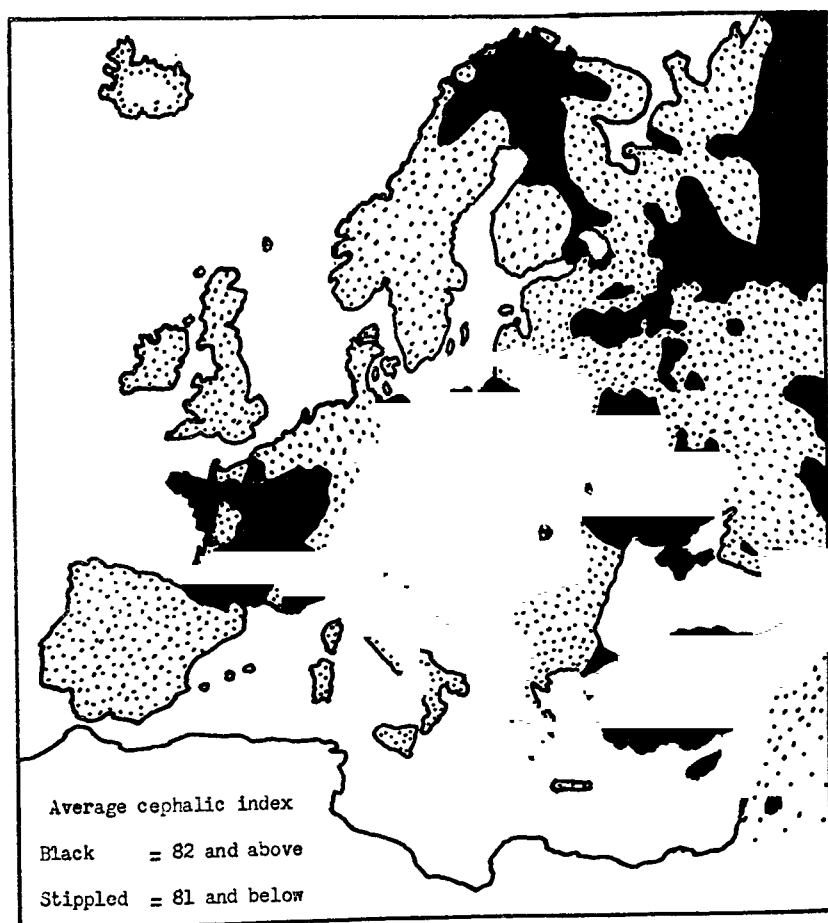 Average cephalic index
Black = 82 and above
Stippled = 81 and below